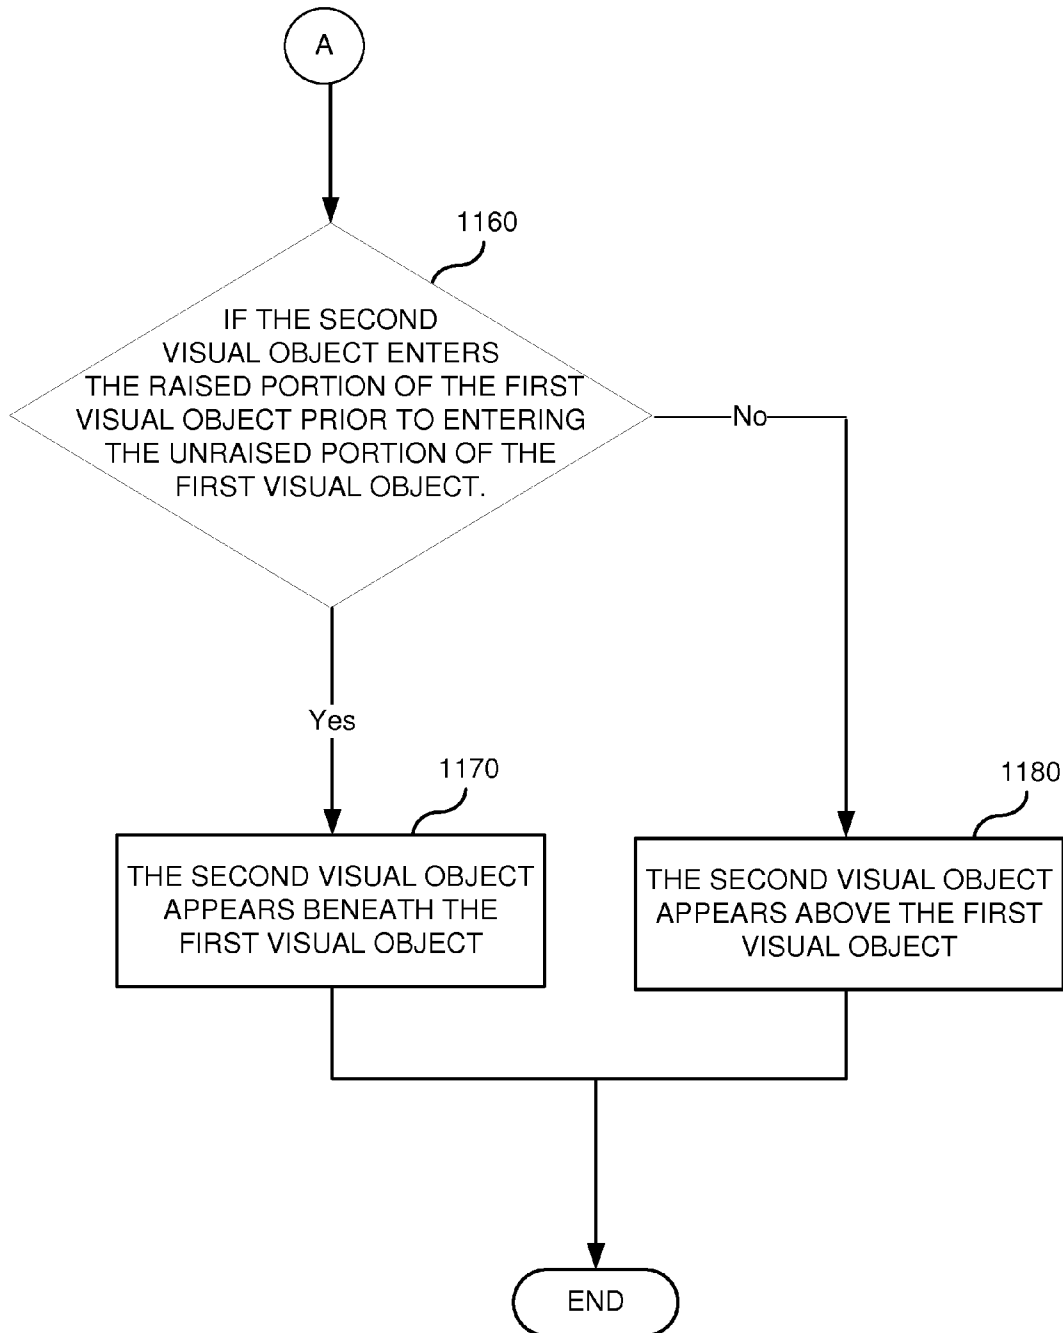 A
1160
IF THE SECOND
VISUAL OBJECT ENTERS
THE RAISED PORTION OF THE FIRST
VISUAL OBJECT PRIOR TO ENTERING
THE UNRAISED PORTION OF THE
FIRST VISUAL OBJECT.
No
Yes
1170
THE SECOND VISUAL OBJECT
APPEARS BENEATH THE
FIRST VISUAL OBJECT
1180
THE SECOND VISUAL OBJECT
APPEARS ABOVE THE FIRST
VISUAL OBJECT
END